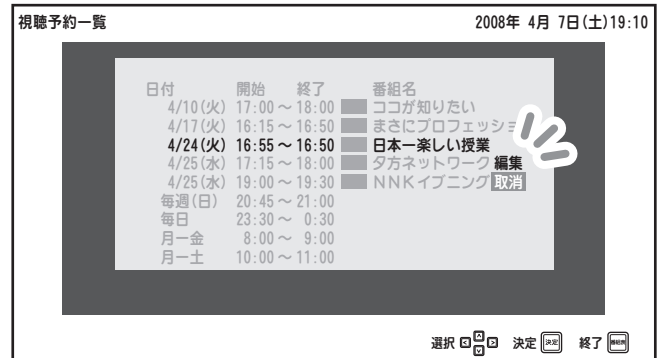 視聴予約一覧 2008年 4月 7日(土)19:10
日付 開始 終了 番組名
4/10(火) 17:00～18:00 ココが知りたい
4/17(火) 16:15～16:50 まさにプロフェッショ
4/24(火) 16:55～16:50 日本一楽しい授業
4/25(水) 17:15～18:00 夕方ネットワーク 編集
4/25(水) 19:00～19:30 NNKイブニング 取消
毎週(日) 20:45～21:00
毎日 23:30～ 0:30
月ー金 8:00～ 9:00
月ー土 10:00～11:00
選択 決定 決定 終了 番組表